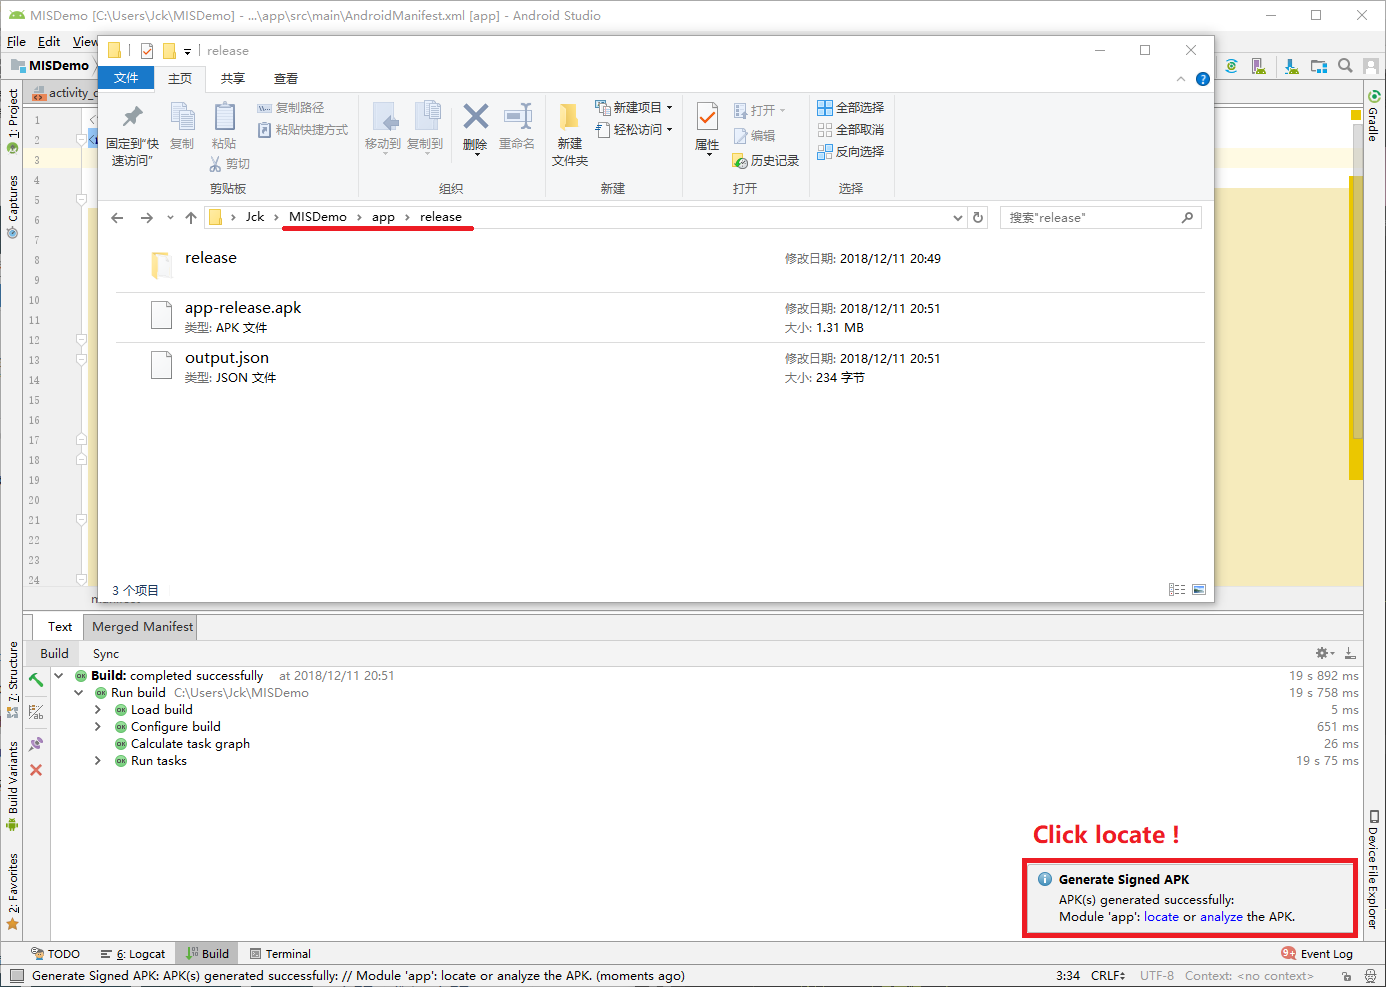 MISDemo [C:\Users\Jck\MISDemo] - ...\app\src\main\AndroidManifest.xml [app] - Android Studio
File Edit View
MISDemo
activity_
release
文件 主页 共享 查看
固定到"快速访问"
复制
粘贴
复制路径
粘贴快捷方式
剪切
剪贴板
移动到
复制到
删除
重命名
组织
新建文件夹
新建项目
轻松访问
新建
属性
打开
编辑
历史记录
打开
全部选择
全部取消
反向选择
选择
Jck > MISDemo > app > release
搜索"release"
release 修改日期: 2018/12/11 20:49
app-release.apk 修改日期: 2018/12/11 20:51
类型: APK 文件 大小: 1.31 MB
output.json 修改日期: 2018/12/11 20:51
类型: JSON 文件 大小: 234 字节
3 个项目
1
2
3
4
5
6
7
8
9
10
11
12
13
14
15
16
17
18
19
20
21
22
23
24
1: Project
Captures
7: Structure
Build Variants
2: Favorites
Gradle
Device File Explorer
Text Merged Manifest
Build Sync
Build: completed successfully at 2018/12/11 20:51 19 s 892 ms
Run build C:\Users\Jck\MISDemo 19 s 758 ms
Load build 5 ms
Configure build 651 ms
Calculate task graph 26 ms
Run tasks 19 s 75 ms
Click locate !
Generate Signed APK
APK(s) generated successfully:
Module 'app': locate or analyze the APK.
TODO 6: Logcat Build Terminal 9+ Event Log
Generate Signed APK: APK(s) generated successfully: // Module 'app': locate or analyze the APK. (moments ago) 3:34 CRLF UTF-8 Context: <no context>